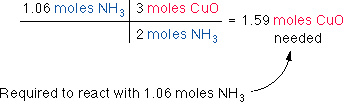 1.06 moles NH₃ 3 moles CuO = 1.59 moles CuO
2 moles NH₃ needed
Required to react with 1.06 moles NH₃